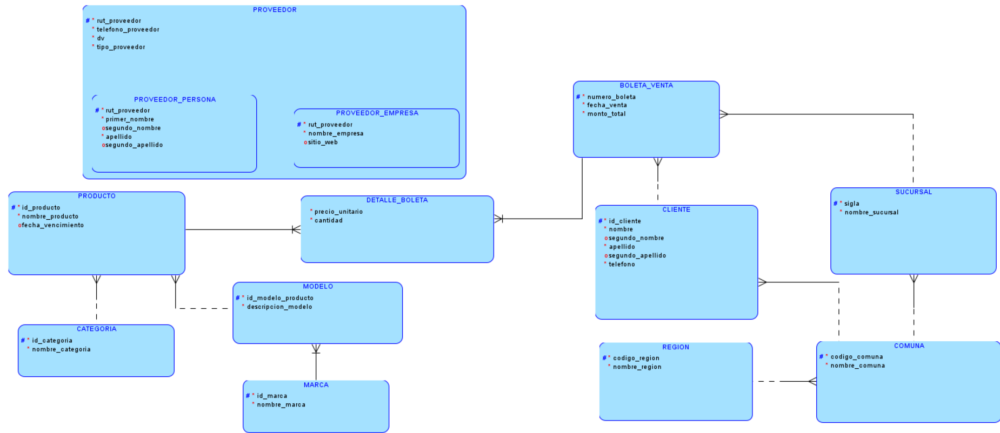 PROVEEDOR
# * rut_proveedor
* telefono_proveedor
* dv
* tipo_proveedor
PROVEEDOR_PERSONA
# * rut_proveedor
* primer_nombre
o segundo_nombre
* apellido
o segundo_apellido
PROVEEDOR_EMPRESA
# * rut_proveedor
* nombre_empresa
o sitio_web
BOLETA_VENTA
# * numero_boleta
* fecha_venta
* monto_total
PRODUCTO
# * id_producto
* nombre_producto
o fecha_vencimiento
DETALLE_BOLETA
* precio_unitario
* cantidad
CLIENTE
# * id_cliente
* nombre
o segundo_nombre
* apellido
o segundo_apellido
* telefono
SUCURSAL
# * sigla
* nombre_sucursal
MODELO
# * id_modelo_producto
* descripcion_modelo
CATEGORIA
# * id_categoria
* nombre_categoria
MARCA
# * id_marca
* nombre_marca
REGION
# * codigo_region
* nombre_region
COMUNA
# * codigo_comuna
* nombre_comuna